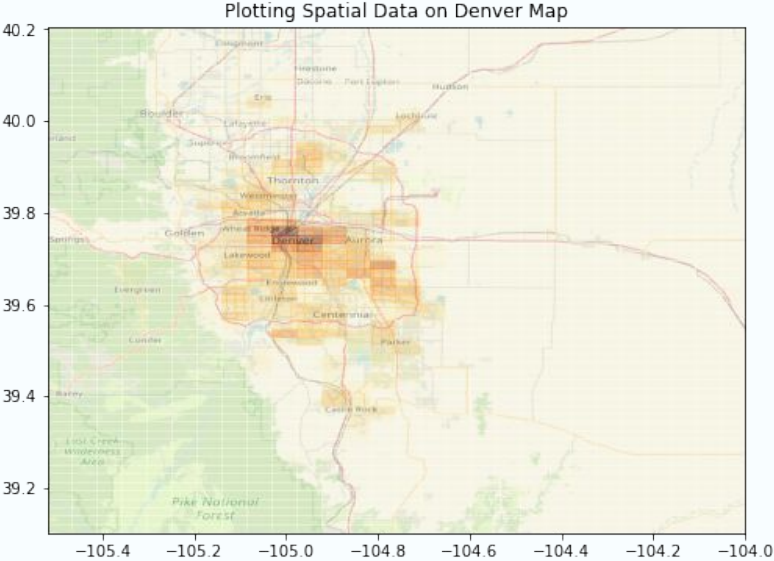 Plotting Spatial Data on Denver Map
40.2
Longmont
Firestone
Dacono Fort Lupton
Hudson
Erie
Boulder
Lochbuie
40.0
Lafayette
Superior
Broomfield
Thornton
Westminster
39.8
Arvada
Wheat Ridge
Golden
Denver
Aurora
Lakewood
39.6
Evergreen
Englewood
Littleton
Centennial
Parker
39.4
Castle Rock
Lost Creek
Wilderness
Area
39.2
Pike National
Forest
−105.4 −105.2 −105.0 −104.8 −104.6 −104.4 −104.2 −104.0